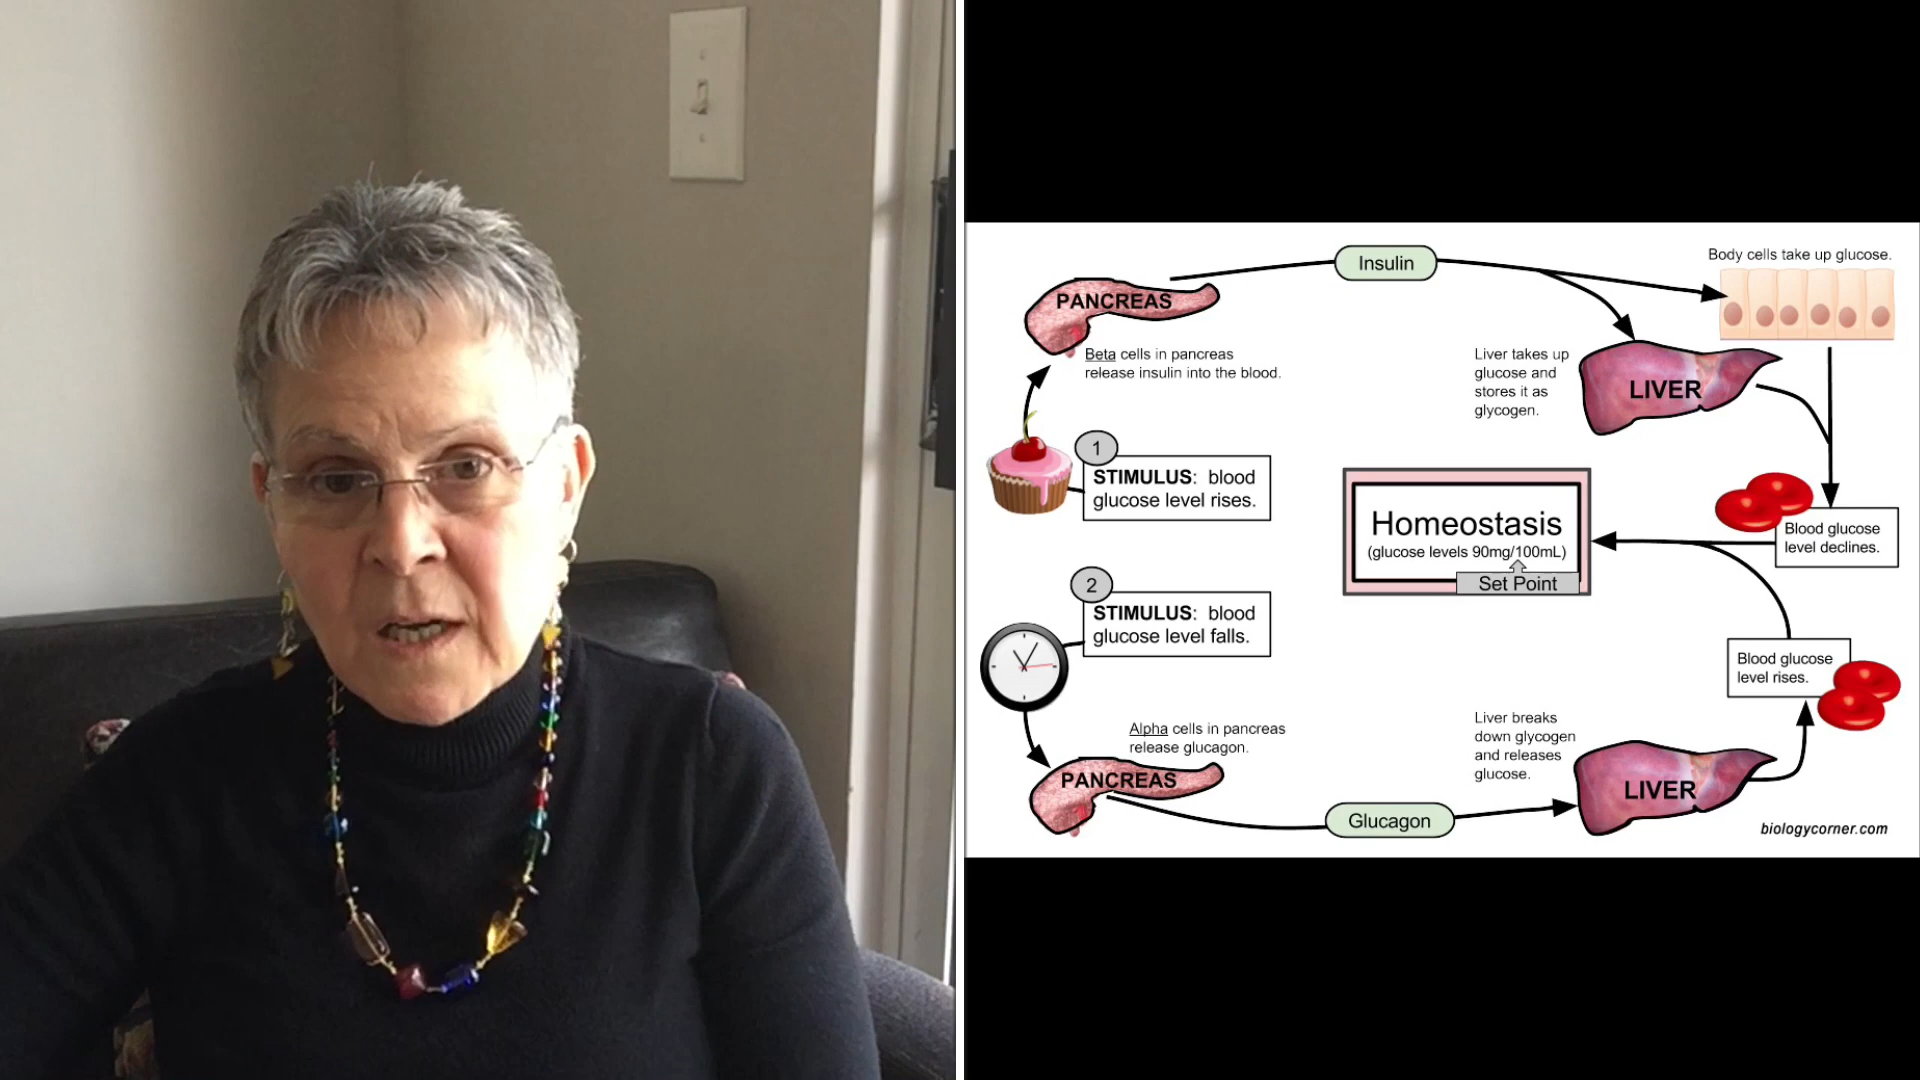 Insulin
Body cells take up glucose.
PANCREAS
Beta cells in pancreas
release insulin into the blood.
Liver takes up
glucose and
stores it as
glycogen.
LIVER
1
STIMULUS: blood
glucose level rises.
Homeostasis
(glucose levels 90mg/100mL)
Set Point
Blood glucose
level declines.
2
STIMULUS: blood
glucose level falls.
Blood glucose
level rises.
Alpha cells in pancreas
release glucagon.
PANCREAS
Liver breaks
down glycogen
and releases
glucose.
LIVER
Glucagon
biologycorner.com